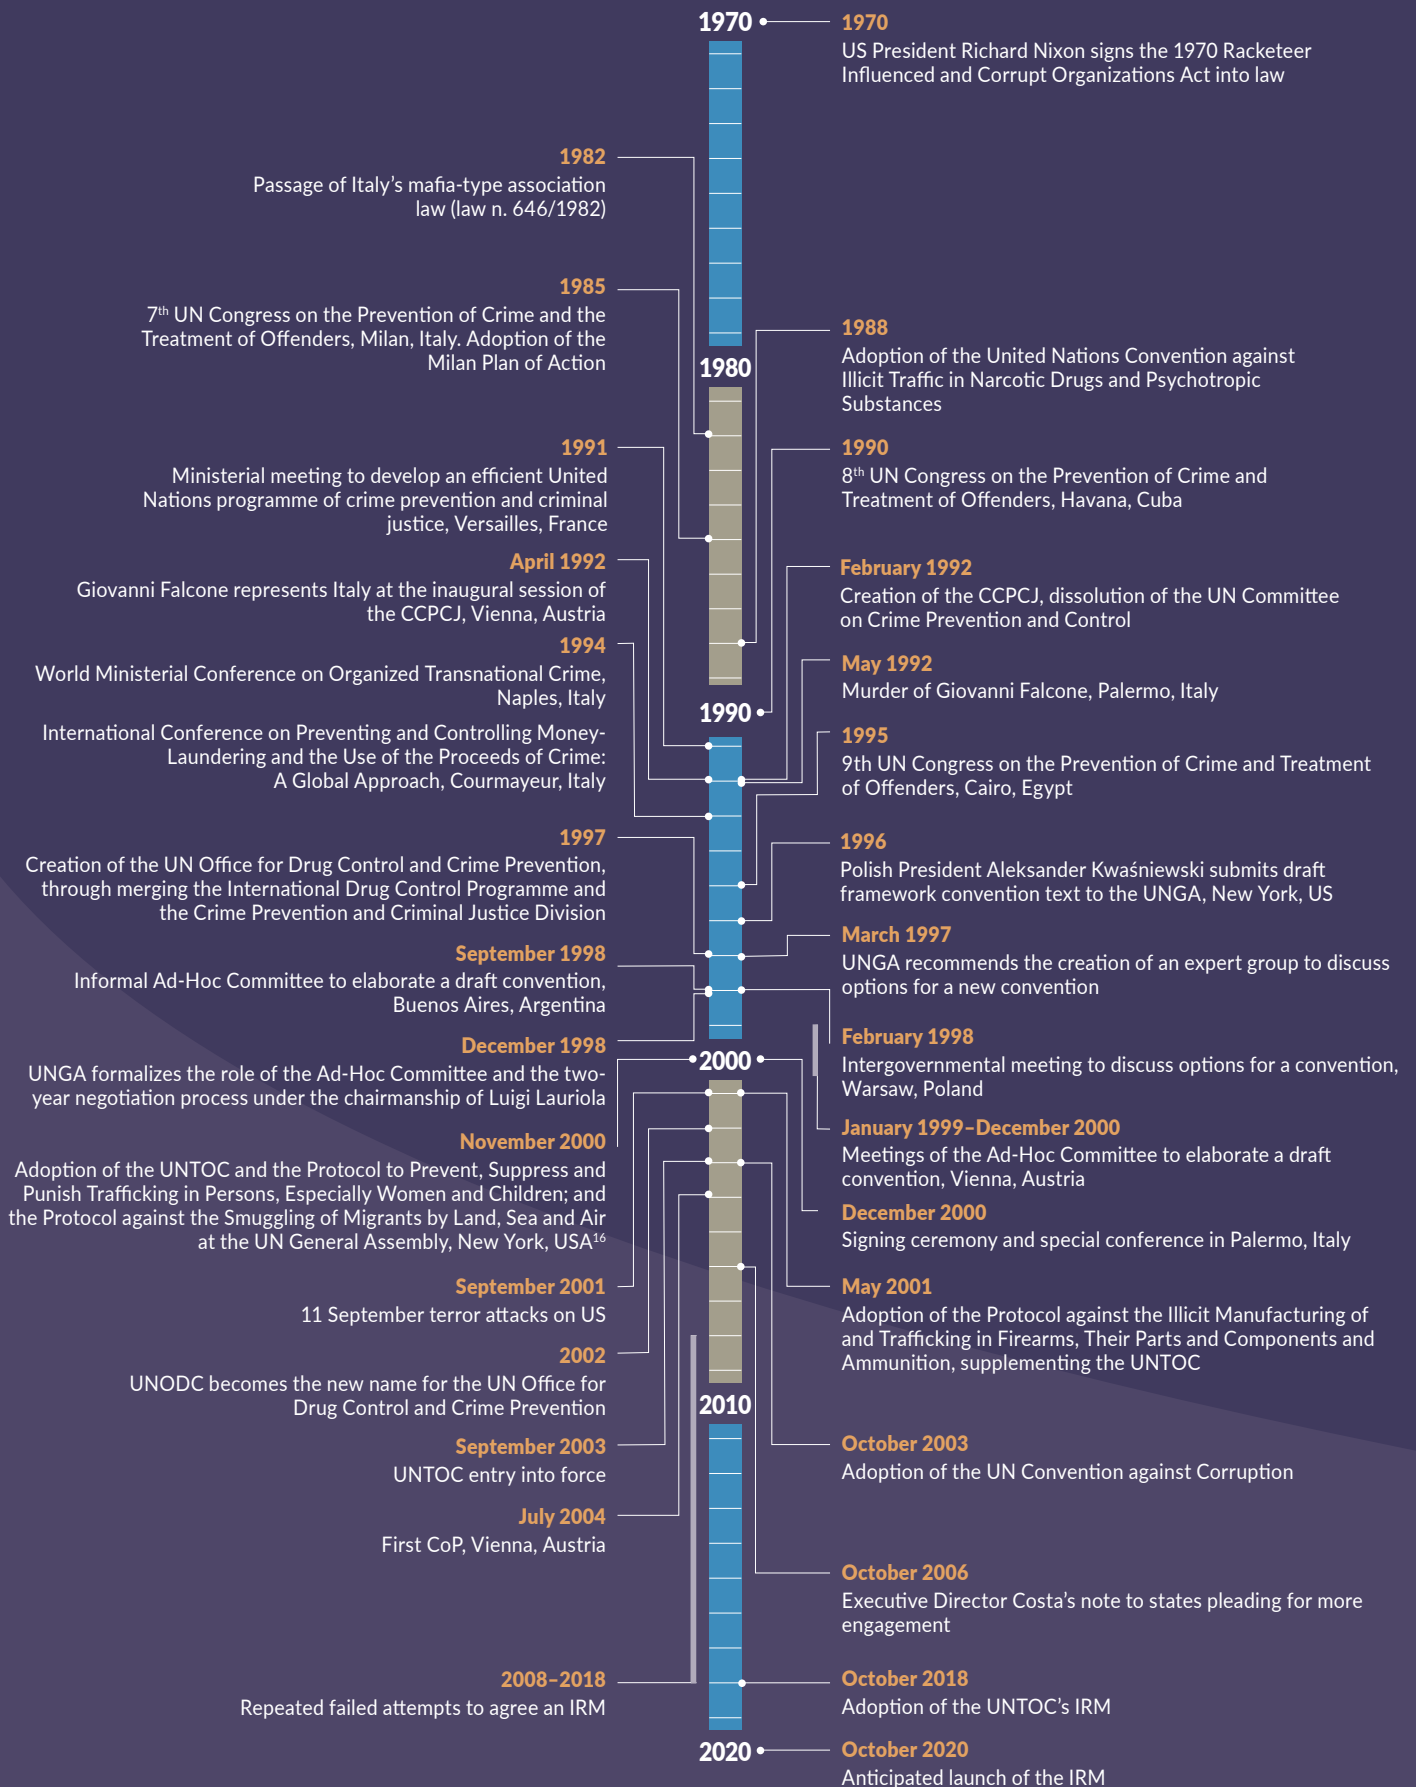 1970
1970
US President Richard Nixon signs the 1970 Racketeer
Influenced and Corrupt Organizations Act into law
1982
Passage of Italy's mafia-type association
law (law n. 646/1982)
1985
7th UN Congress on the Prevention of Crime and the
Treatment of Offenders, Milan, Italy. Adoption of the
Milan Plan of Action
1980
1988
Adoption of the United Nations Convention against
Illicit Traffic in Narcotic Drugs and Psychotropic
Substances
1991
Ministerial meeting to develop an efficient United
Nations programme of crime prevention and criminal
justice, Versailles, France
1990
8th UN Congress on the Prevention of Crime and
Treatment of Offenders, Havana, Cuba
April 1992
Giovanni Falcone represents Italy at the inaugural session of
the CCPCJ, Vienna, Austria
February 1992
Creation of the CCPCJ, dissolution of the UN Committee
on Crime Prevention and Control
1994
World Ministerial Conference on Organized Transnational Crime,
Naples, Italy
International Conference on Preventing and Controlling Money-
Laundering and the Use of the Proceeds of Crime:
A Global Approach, Courmayeur, Italy
May 1992
Murder of Giovanni Falcone, Palermo, Italy
1990
1995
9th UN Congress on the Prevention of Crime and Treatment
of Offenders, Cairo, Egypt
1997
Creation of the UN Office for Drug Control and Crime Prevention,
through merging the International Drug Control Programme and
the Crime Prevention and Criminal Justice Division
1996
Polish President Aleksander Kwaśniewski submits draft
framework convention text to the UNGA, New York, US
September 1998
Informal Ad-Hoc Committee to elaborate a draft convention,
Buenos Aires, Argentina
March 1997
UNGA recommends the creation of an expert group to discuss
options for a new convention
December 1998
UNGA formalizes the role of the Ad-Hoc Committee and the two-
year negotiation process under the chairmanship of Luigi Lauriola
2000
February 1998
Intergovernmental meeting to discuss options for a convention,
Warsaw, Poland
November 2000
Adoption of the UNTOC and the Protocol to Prevent, Suppress and
Punish Trafficking in Persons, Especially Women and Children; and
the Protocol against the Smuggling of Migrants by Land, Sea and Air
at the UN General Assembly, New York, USA16
January 1999–December 2000
Meetings of the Ad-Hoc Committee to elaborate a draft
convention, Vienna, Austria
December 2000
Signing ceremony and special conference in Palermo, Italy
September 2001
11 September terror attacks on US
May 2001
Adoption of the Protocol against the Illicit Manufacturing of
and Trafficking in Firearms, Their Parts and Components and
Ammunition, supplementing the UNTOC
2002
UNODC becomes the new name for the UN Office for
Drug Control and Crime Prevention
2010
September 2003
UNTOC entry into force
October 2003
Adoption of the UN Convention against Corruption
July 2004
First CoP, Vienna, Austria
October 2006
Executive Director Costa's note to states pleading for more
engagement
2008–2018
Repeated failed attempts to agree an IRM
October 2018
Adoption of the UNTOC's IRM
2020
October 2020
Anticipated launch of the IRM